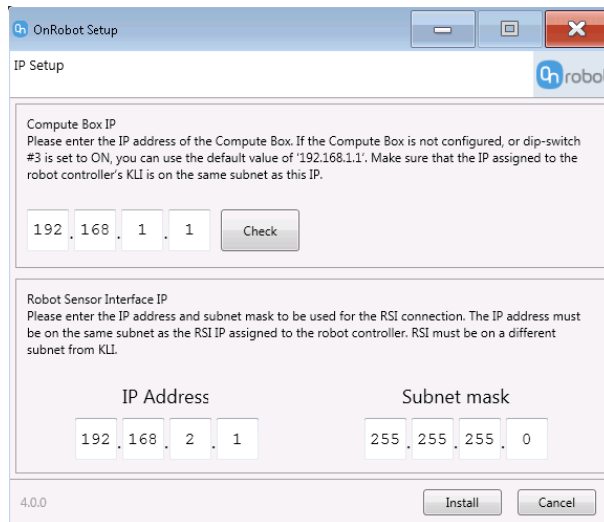 OnRobot Setup
IP Setup
On robot
Compute Box IP
Please enter the IP address of the Compute Box. If the Compute Box is not configured, or dip-switch
#3 is set to ON, you can use the default value of '192.168.1.1'. Make sure that the IP assigned to the
robot controller's KLI is on the same subnet as this IP.
192 . 168 . 1 . 1 Check
Robot Sensor Interface IP
Please enter the IP address and subnet mask to be used for the RSI connection. The IP address must
be on the same subnet as the RSI IP assigned to the robot controller. RSI must be on a different
subnet from KLI.
IP Address Subnet mask
192 . 168 . 2 . 1 255 . 255 . 255 . 0
4.0.0 Install Cancel